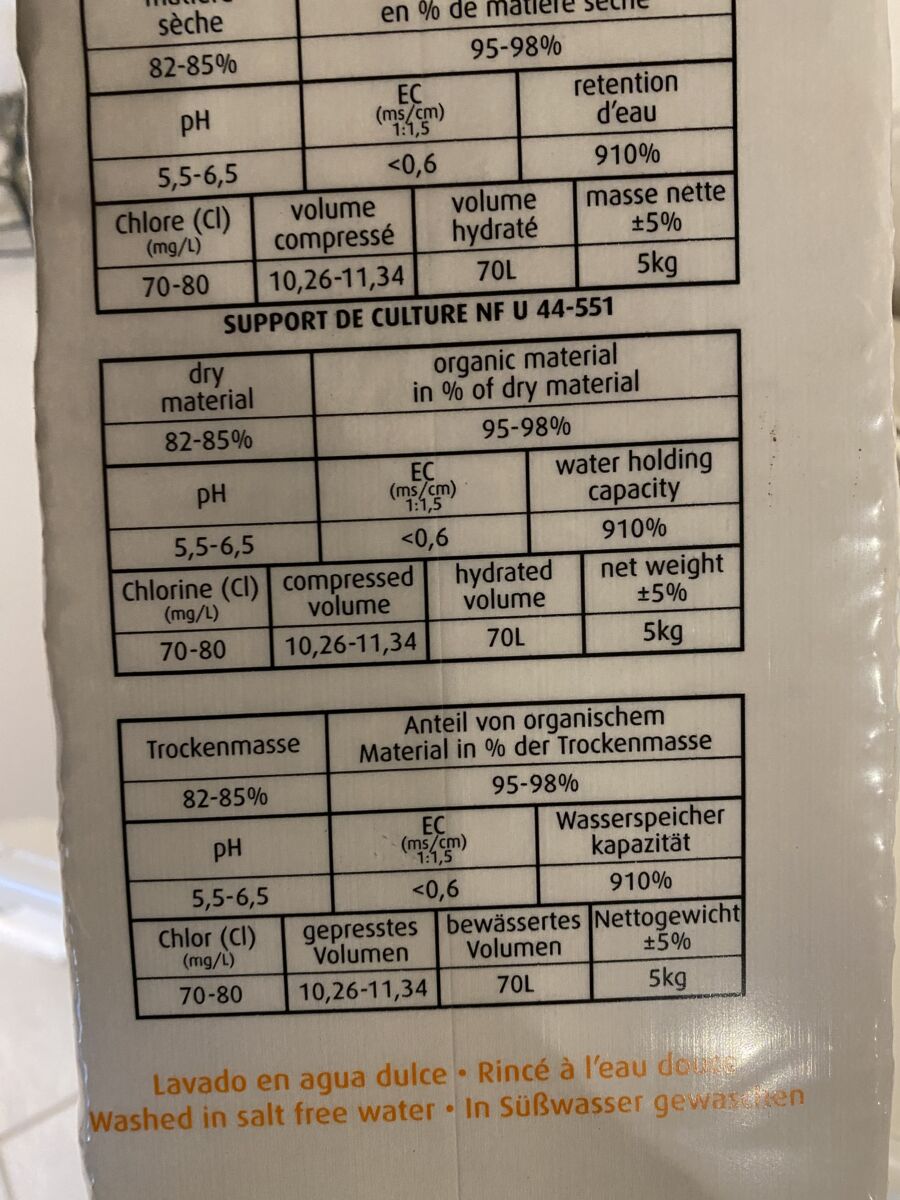 sèche
en % de matière sèche
82-85%
95-98%
pH
EC
(ms/cm)
1:1,5
retention
d'eau
5,5-6,5
<0,6
910%
Chlore (Cl)
(mg/L)
volume
compressé
volume
hydraté
masse nette
±5%
70-80
10,26-11,34
70L
5kg
SUPPORT DE CULTURE NF U 44-551
dry
material
organic material
in % of dry material
82-85%
95-98%
pH
EC
(ms/cm)
1:1,5
water holding
capacity
5,5-6,5
<0,6
910%
Chlorine (Cl)
(mg/L)
compressed
volume
hydrated
volume
net weight
±5%
70-80
10,26-11,34
70L
5kg
Trockenmasse
Anteil von organischem
Material in % der Trockenmasse
82-85%
95-98%
pH
EC
(ms/cm)
1:1,5
Wasserspeicher
kapazität
5,5-6,5
<0,6
910%
Chlor (Cl)
(mg/L)
gepresstes
Volumen
bewässertes
Volumen
Nettogewicht
±5%
70-80
10,26-11,34
70L
5kg
Lavado en agua dulce • Rincé à l'eau douce
Washed in salt free water • In Süßwasser gewaschen